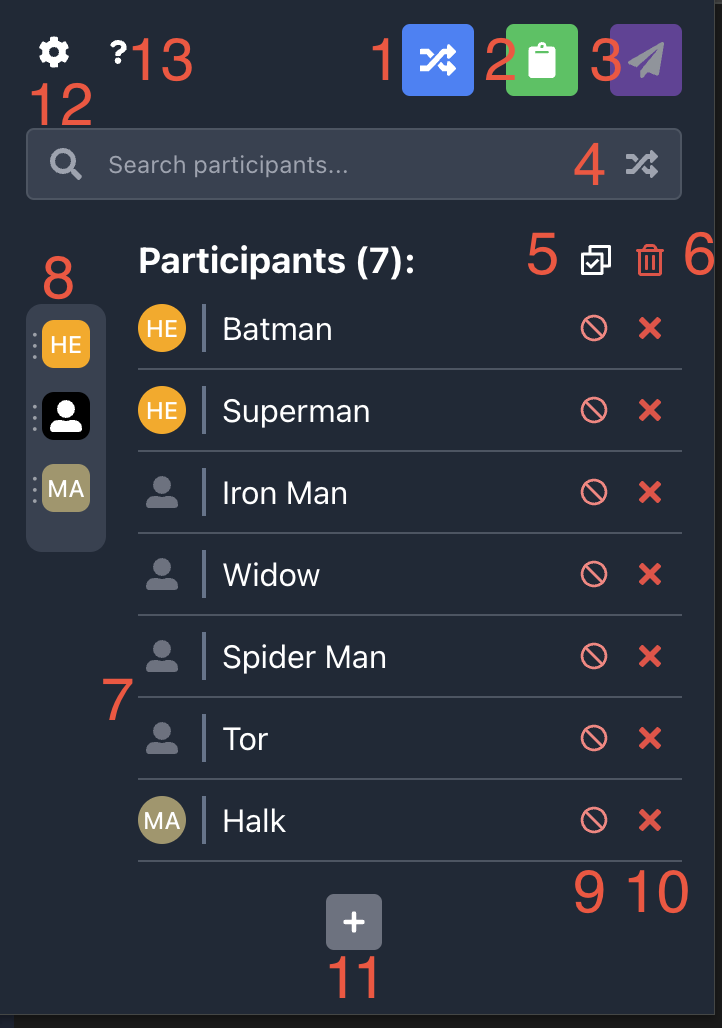 ? 13 1 2 3
12
Search participants... 4
Participants (7): 5 6
8
HE HE Batman
HE Superman
MA Iron Man
Widow
Spider Man
7
Tor
MA Halk
9 10
+
11